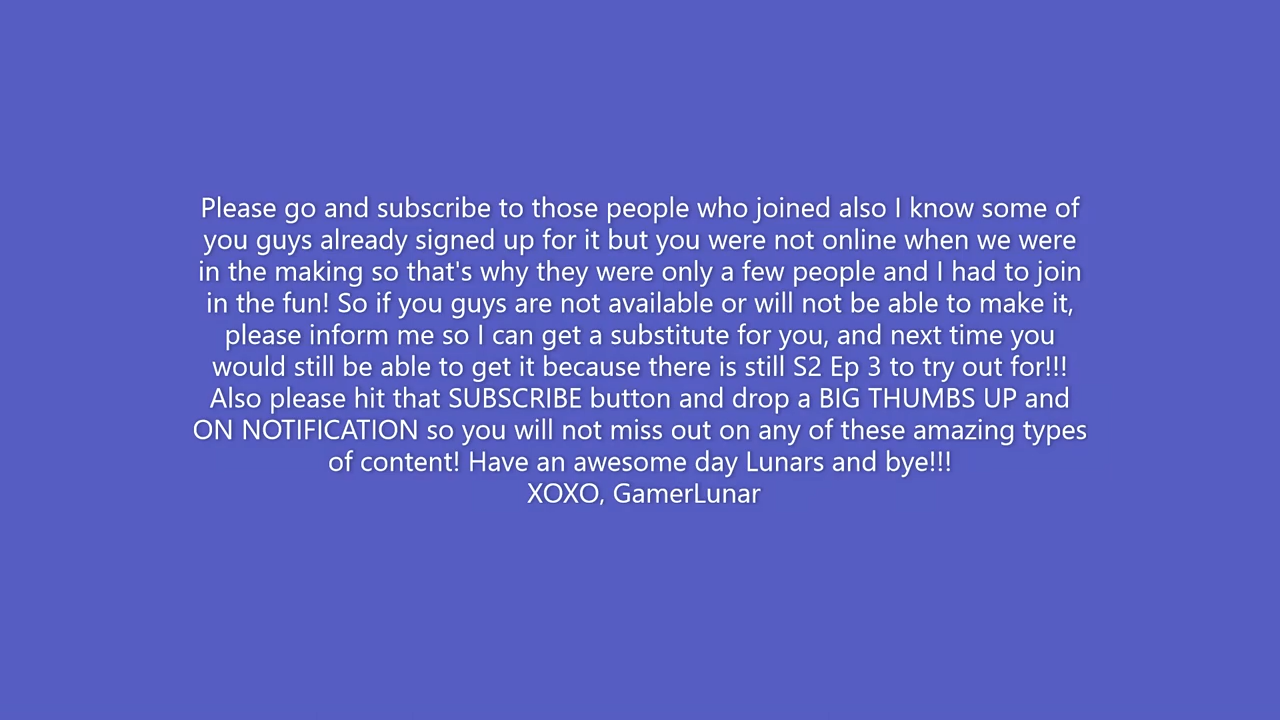 Please go and subscribe to those people who joined also I know some of
you guys already signed up for it but you were not online when we were
in the making so that's why they were only a few people and I had to join
in the fun! So if you guys are not available or will not be able to make it,
please inform me so I can get a substitute for you, and next time you
would still be able to get it because there is still S2 Ep 3 to try out for!!!
Also please hit that SUBSCRIBE button and drop a BIG THUMBS UP and
ON NOTIFICATION so you will not miss out on any of these amazing types
of content! Have an awesome day Lunars and bye!!!
XOXO, GamerLunar